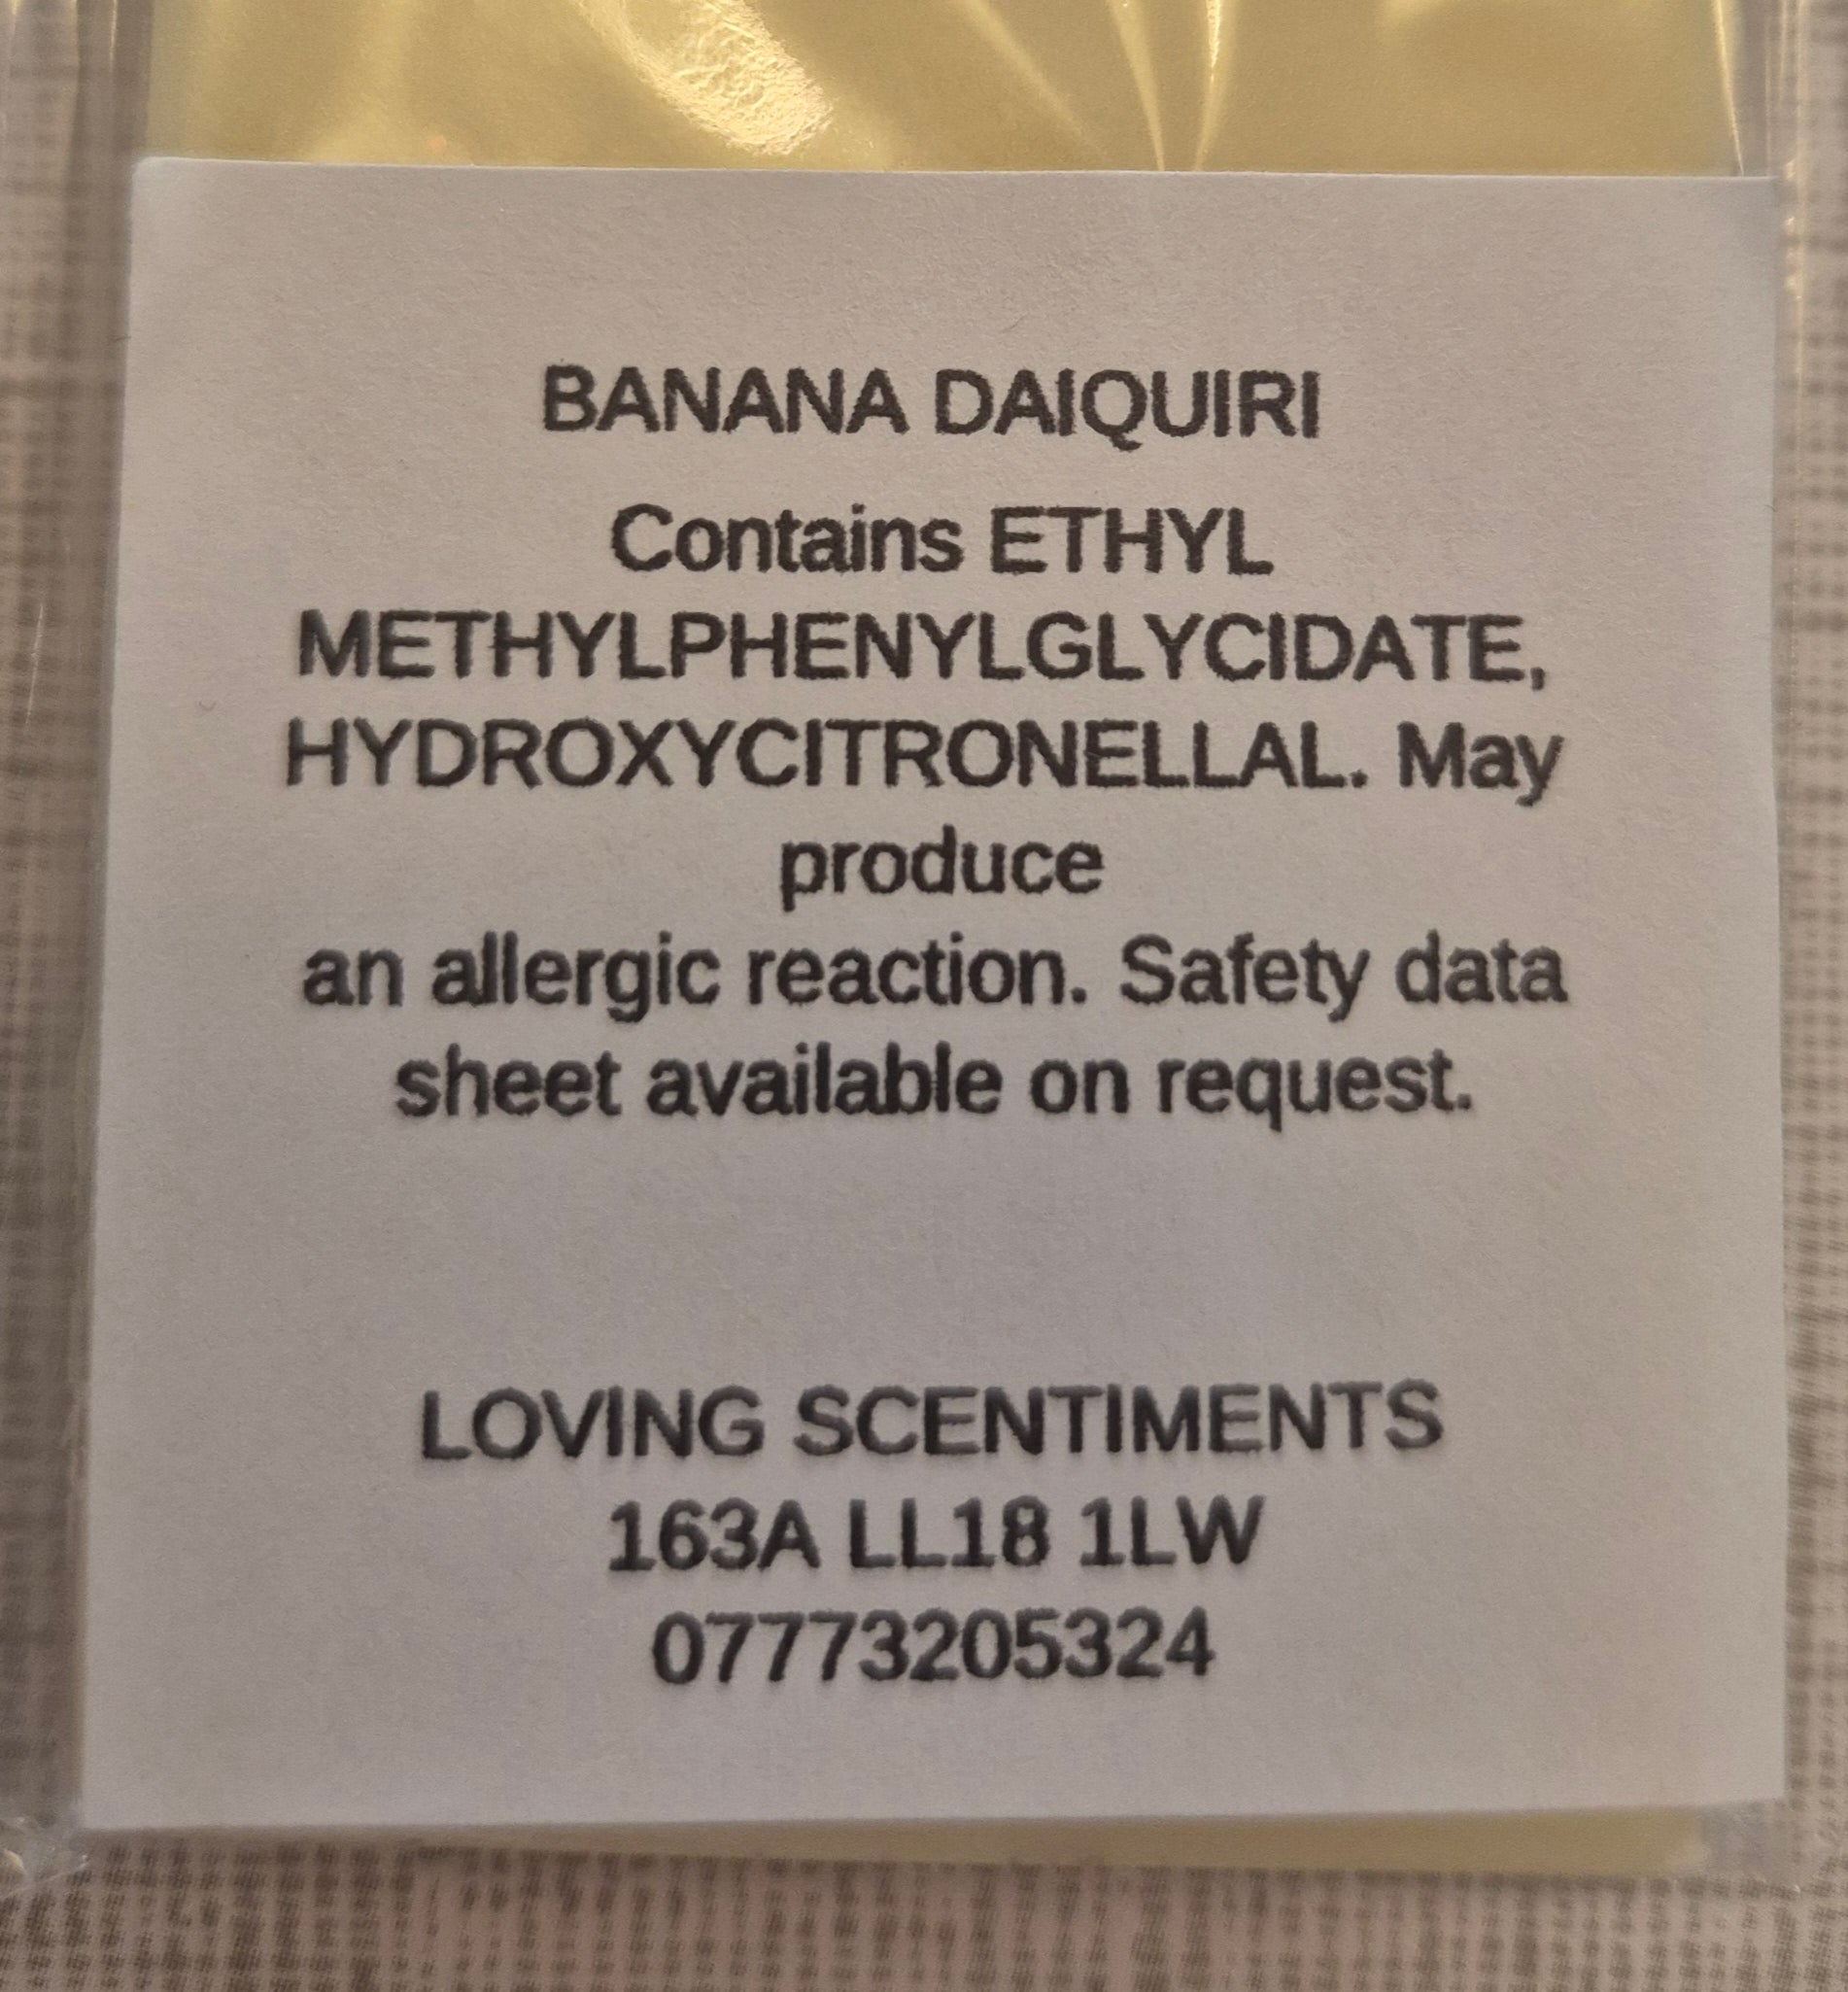 BANANA DAIQUIRI
Contains ETHYL
METHYLPHENYLGLYCIDATE,
HYDROXYCITRONELLAL. May
produce
an allergic reaction. Safety data
sheet available on request.
LOVING SCENTIMENTS
163A LL18 1LW
07773205324